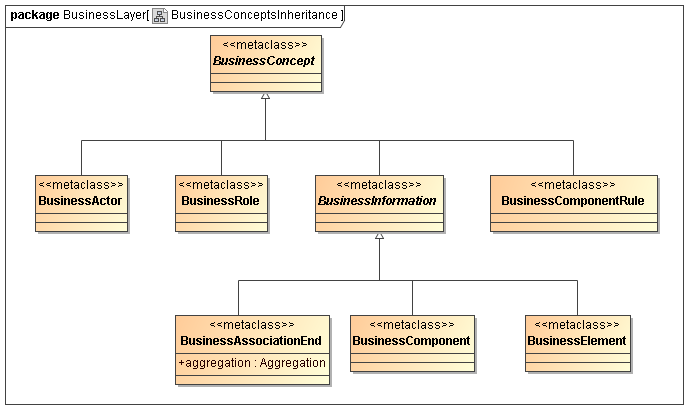 package BusinessLayer[ BusinessConceptsInheritance ]
<<metaclass>>
BusinessConcept
<<metaclass>>
BusinessActor
<<metaclass>>
BusinessRole
<<metaclass>>
BusinessInformation
<<metaclass>>
BusinessComponentRule
<<metaclass>>
BusinessAssociationEnd
+aggregation : Aggregation
<<metaclass>>
BusinessComponent
<<metaclass>>
BusinessElement